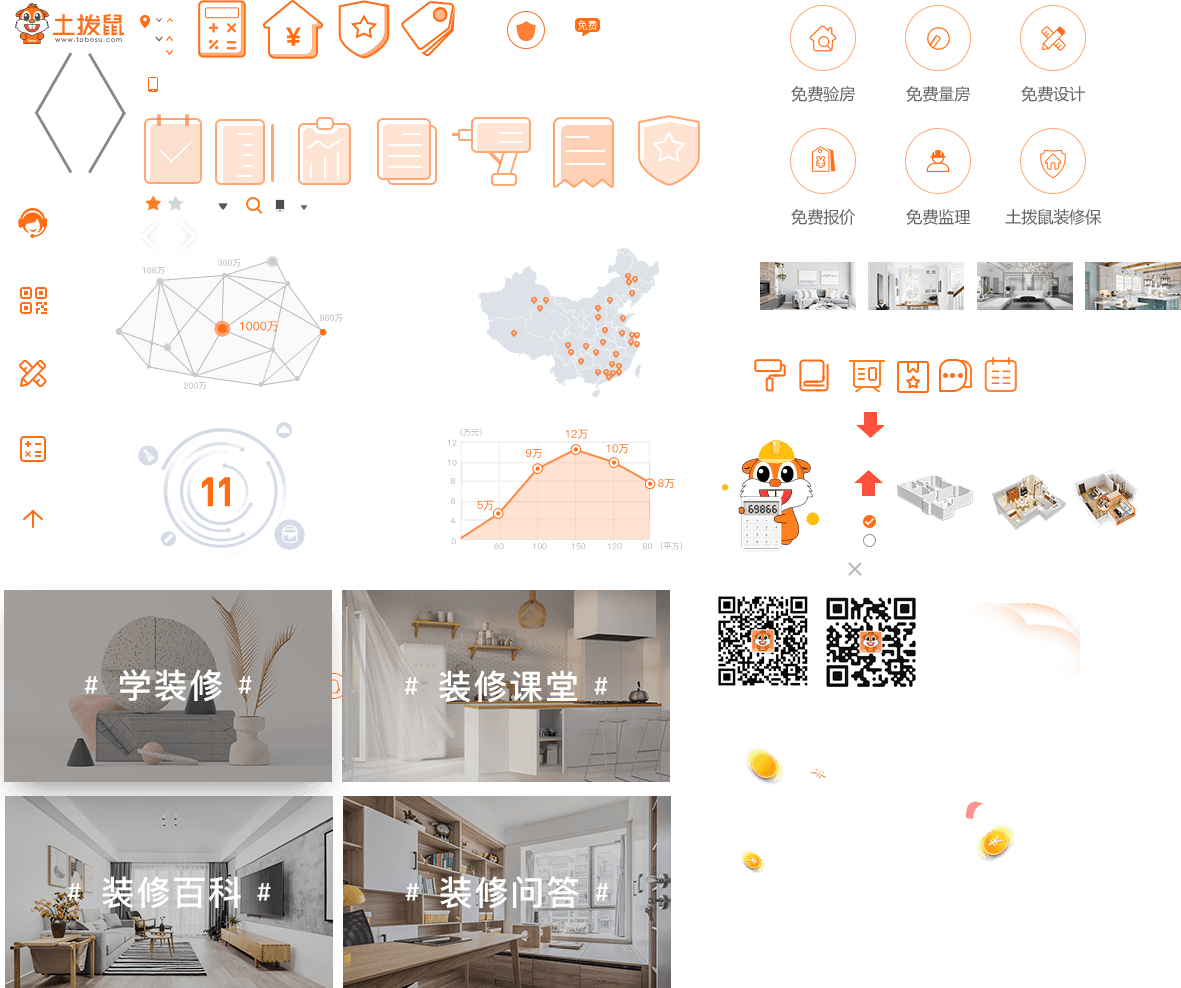 土拨鼠
www.tobosu.com
¥
免费
免费验房
免费量房
免费设计
免费报价
免费监理
土拨鼠装修保
168万
360万
960万
1000万
200万
(万元)
12
10
8
6
4
0
5万
9万
12万
10万
8万
60
100
150
120
80
(平方)
11
69866
# 学装修 #
# 装修课堂 #
# 装修百科 #
# 装修问答 #